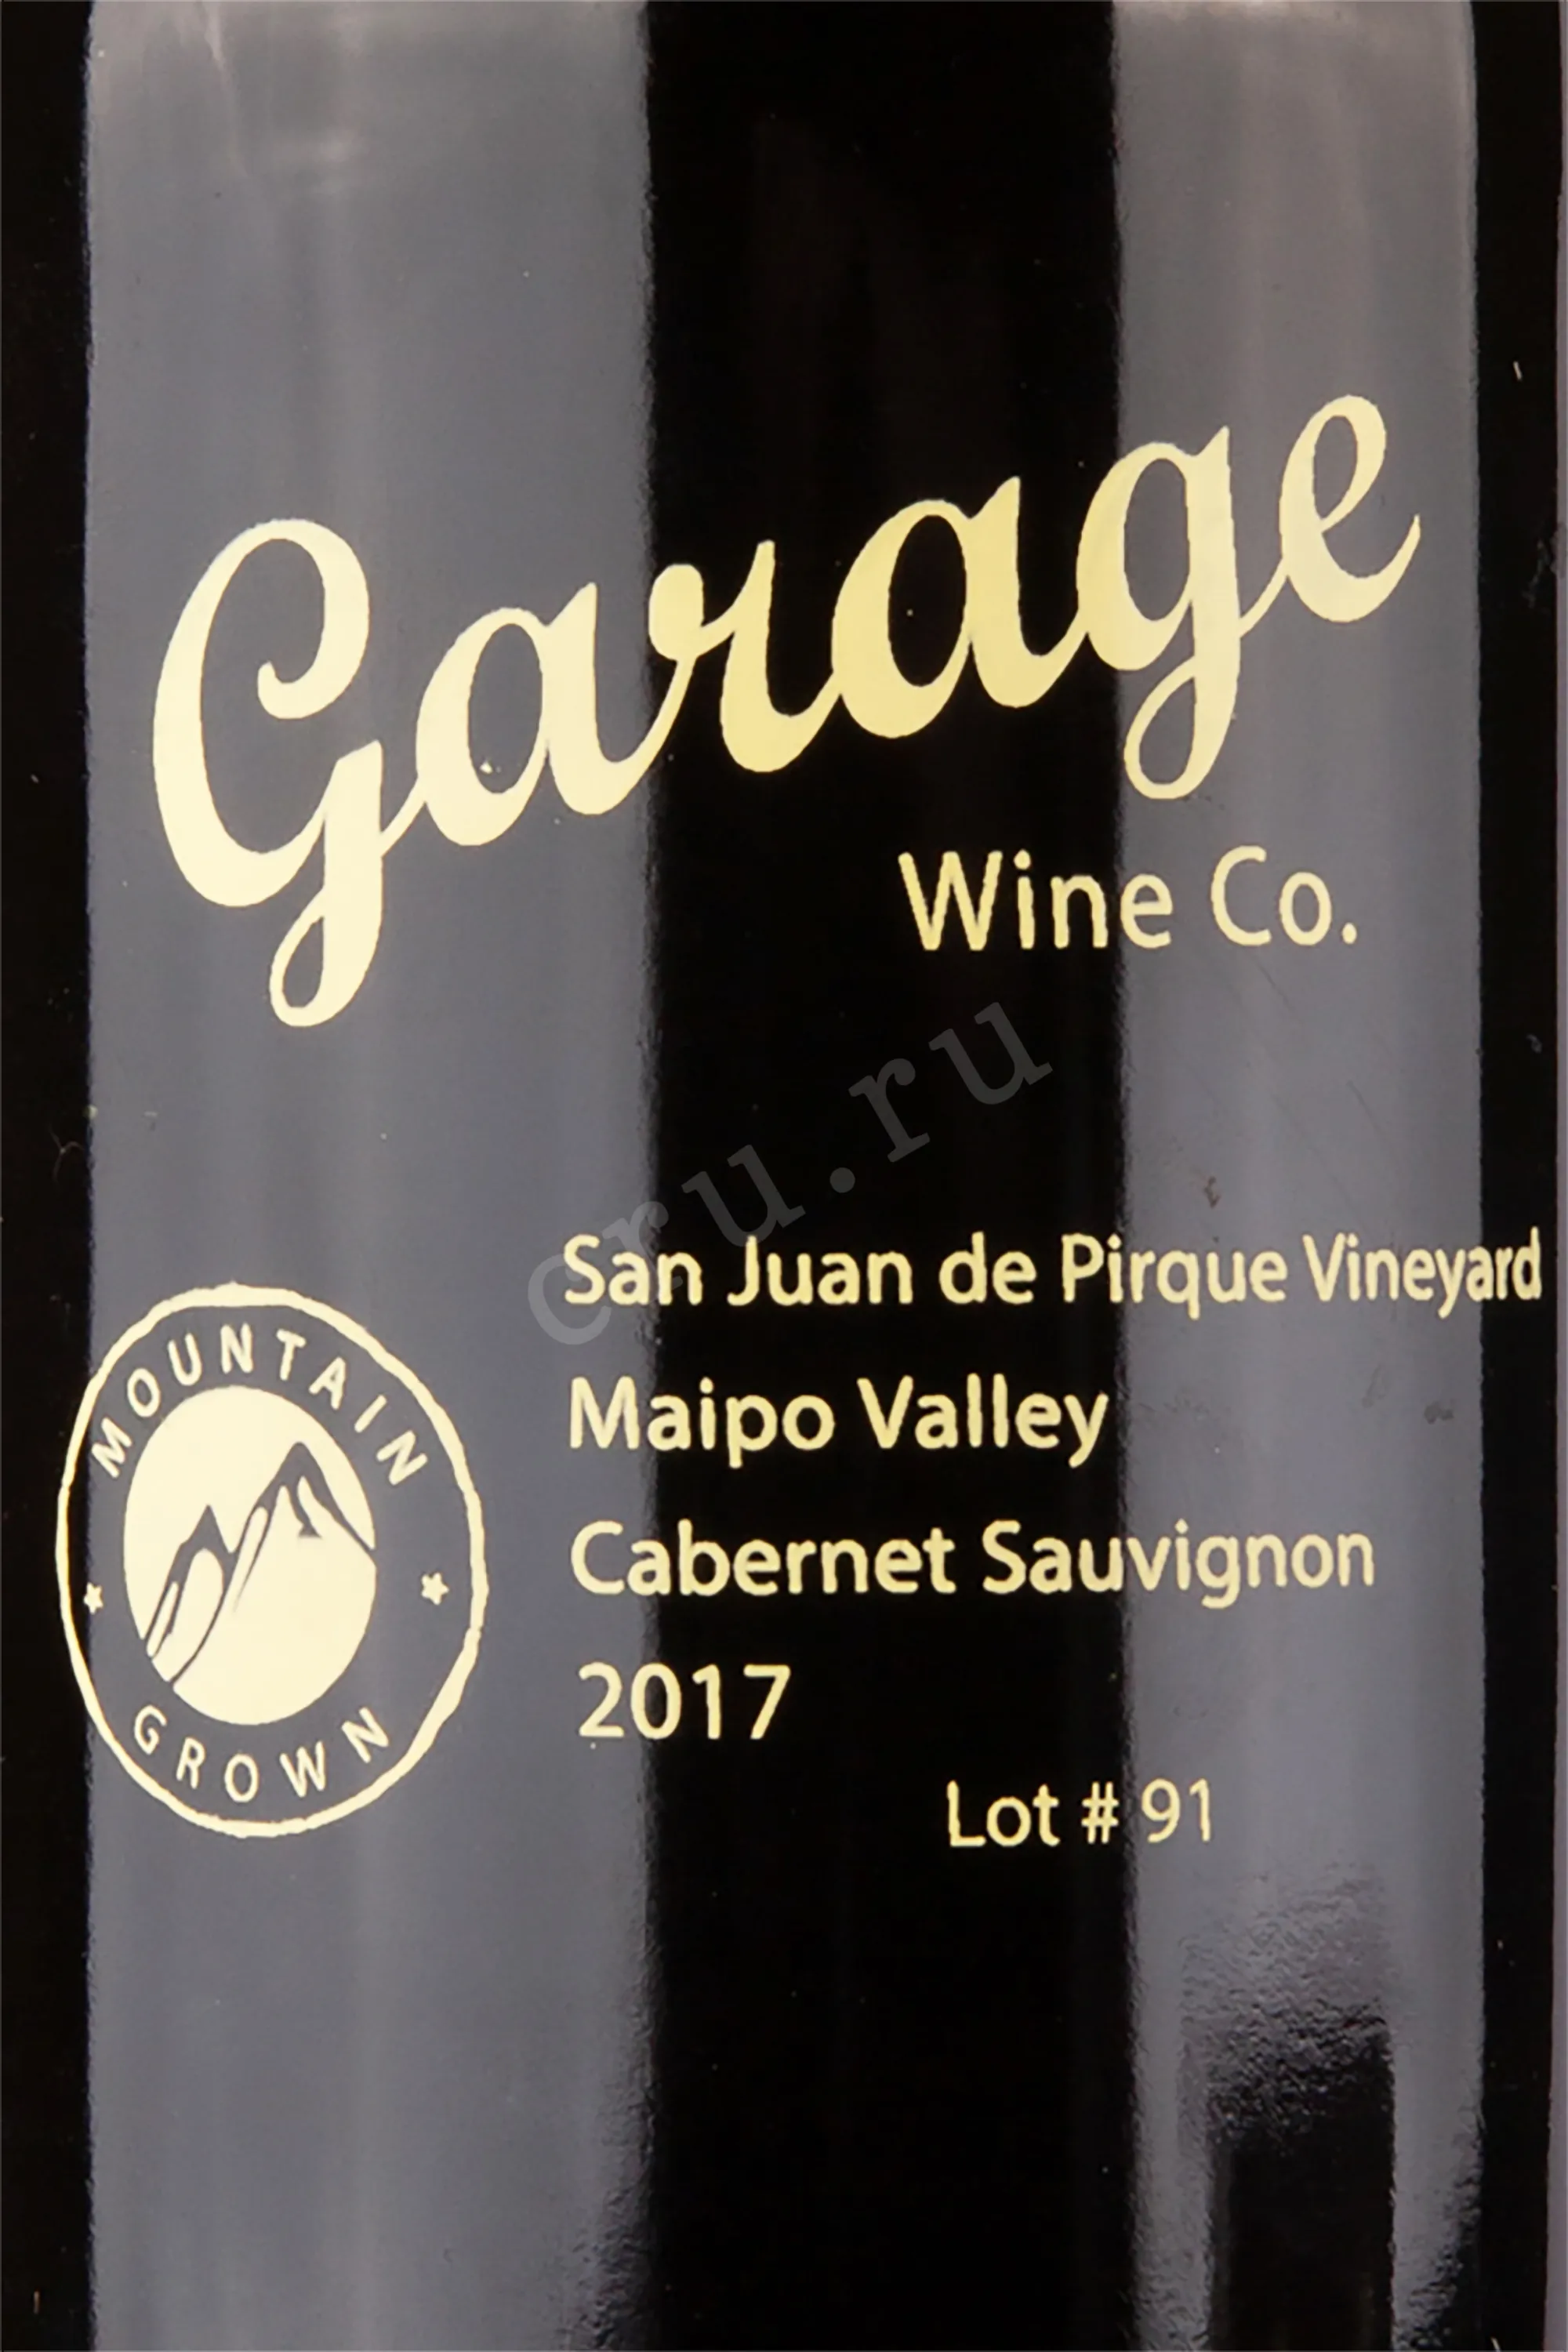 Garage
Wine Co.
cru.ru
San Juan de Pirque Vineyard
Maipo Valley
Cabernet Sauvignon
2017
Lot # 91
MOUNTAIN
GROWN